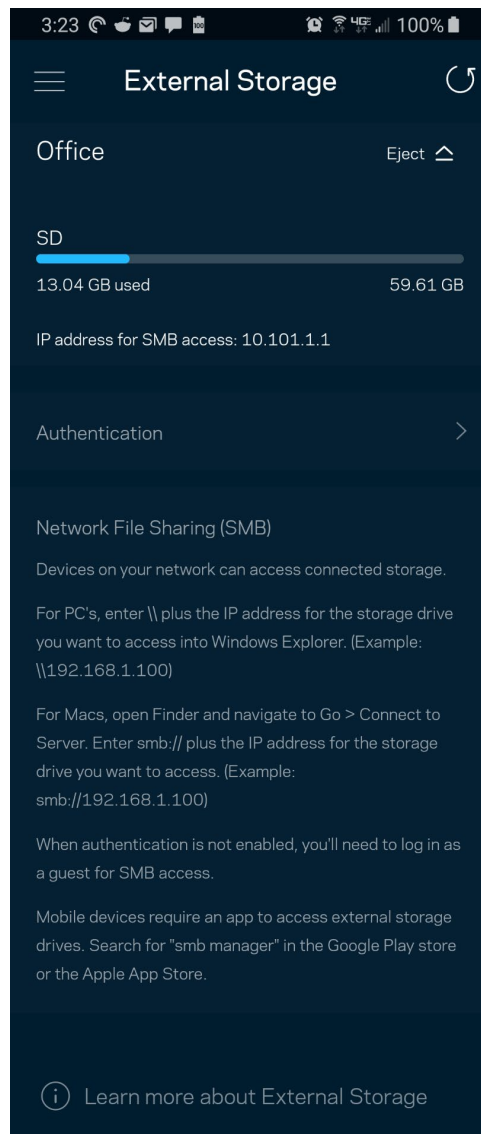 3:23 100%
External Storage
Office Eject
SD
13.04 GB used 59.61 GB
IP address for SMB access: 10.101.1.1
Authentication
Network File Sharing (SMB)
Devices on your network can access connected storage.
For PC's, enter \\ plus the IP address for the storage drive
you want to access into Windows Explorer. (Example:
\\192.168.1.100)
For Macs, open Finder and navigate to Go > Connect to
Server. Enter smb:// plus the IP address for the storage
drive you want to access. (Example:
smb://192.168.1.100)
When authentication is not enabled, you'll need to log in as
a guest for SMB access.
Mobile devices require an app to access external storage
drives. Search for "smb manager" in the Google Play store
or the Apple App Store.
Learn more about External Storage